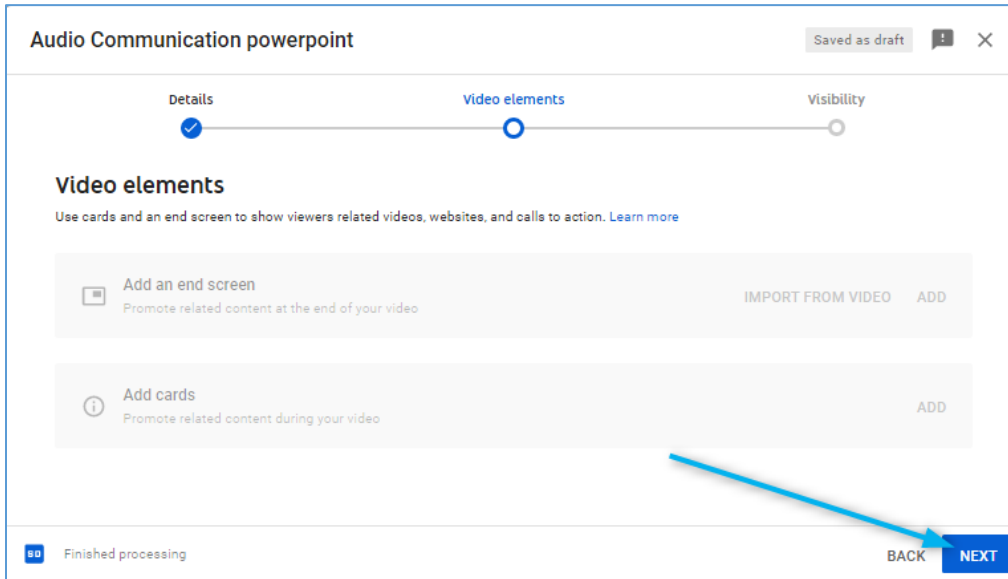 Audio Communication powerpoint
Saved as draft
Details
Video elements
Visibility
Video elements
Use cards and an end screen to show viewers related videos, websites, and calls to action. Learn more
Add an end screen
Promote related content at the end of your video
IMPORT FROM VIDEO
ADD
Add cards
Promote related content during your video
ADD
SD
Finished processing
BACK
NEXT